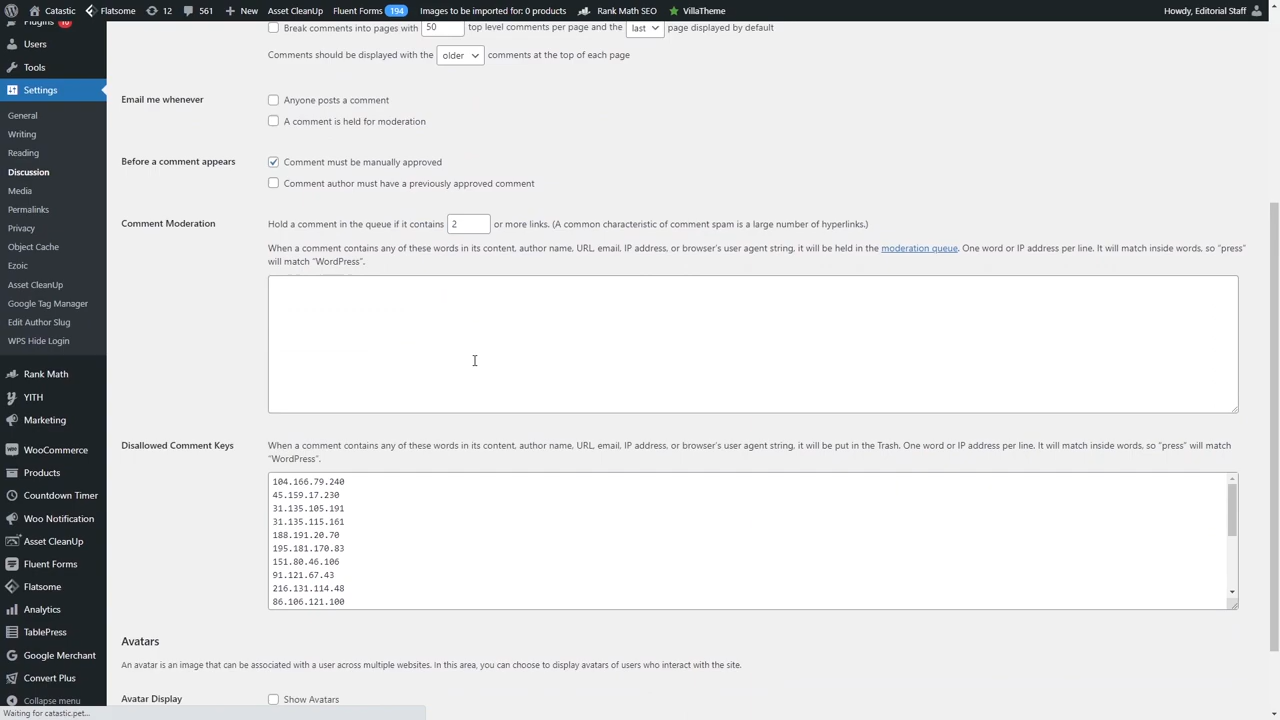 Catastic Flatsome 12 561 New Asset CleanUp Fluent Forms 194 Images to be imported for: 0 products Rank Math SEO VillaTheme Howdy, Editorial Staff
Plugins
Users
Tools
Settings
General
Writing
Reading
Discussion
Media
Permalinks
Privacy
Object Cache
Ezoic
Asset CleanUp
Google Tag Manager
Edit Author Slug
WPS Hide Login
Rank Math
YITH
Marketing
WooCommerce
Products
Countdown Timer
Woo Notification
Asset CleanUp
Fluent Forms
Flatsome
Analytics
TablePress
Google Merchant
Convert Plus
Collapse menu
Waiting for catastic.pet...
Break comments into pages with 50 top level comments per page and the last page displayed by default
Comments should be displayed with the older comments at the top of each page
Email me whenever
Anyone posts a comment
A comment is held for moderation
Before a comment appears
Comment must be manually approved
Comment author must have a previously approved comment
Comment Moderation
Hold a comment in the queue if it contains 2 or more links. (A common characteristic of comment spam is a large number of hyperlinks.)
When a comment contains any of these words in its content, author name, URL, email, IP address, or browser's user agent string, it will be held in the moderation queue. One word or IP address per line. It will match inside words, so “press”
will match “WordPress”.
Disallowed Comment Keys
When a comment contains any of these words in its content, author name, URL, email, IP address, or browser's user agent string, it will be put in the Trash. One word or IP address per line. It will match inside words, so “press” will match
“WordPress”.
104.166.79.240
45.159.17.230
31.135.105.191
31.135.115.161
188.191.20.70
195.181.170.83
151.80.46.106
91.121.67.43
216.131.114.48
86.106.121.100
Avatars
An avatar is an image that can be associated with a user across multiple websites. In this area, you can choose to display avatars of users who interact with the site.
Avatar Display
Show Avatars